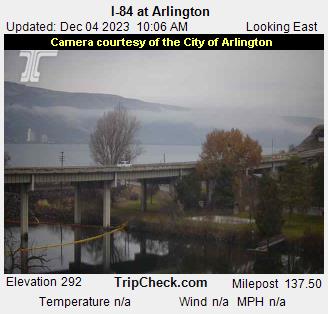 I-84 at Arlington
Updated: Dec 04 2023 10:06 AM Looking East
Camera courtesy of the City of Arlington
Elevation 292 TripCheck.com Milepost 137.50
Temperature n/a Wind n/a MPH n/a